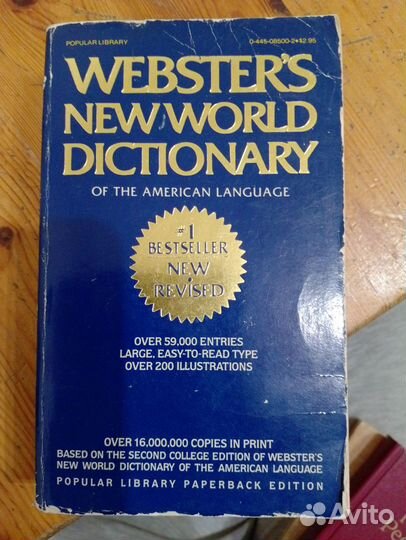 POPULAR LIBRARY
0-445-08500-2•$2.95
WEBSTER'S
NEW WORLD
DICTIONARY
OF THE AMERICAN LANGUAGE
#1
BESTSELLER
NEW
REVISED
OVER 59,000 ENTRIES
LARGE, EASY-TO-READ TYPE
OVER 200 ILLUSTRATIONS
OVER 16,000,000 COPIES IN PRINT
BASED ON THE SECOND COLLEGE EDITION OF WEBSTER'S
NEW WORLD DICTIONARY OF THE AMERICAN LANGUAGE
POPULAR LIBRARY PAPERBACK EDITION
Avito